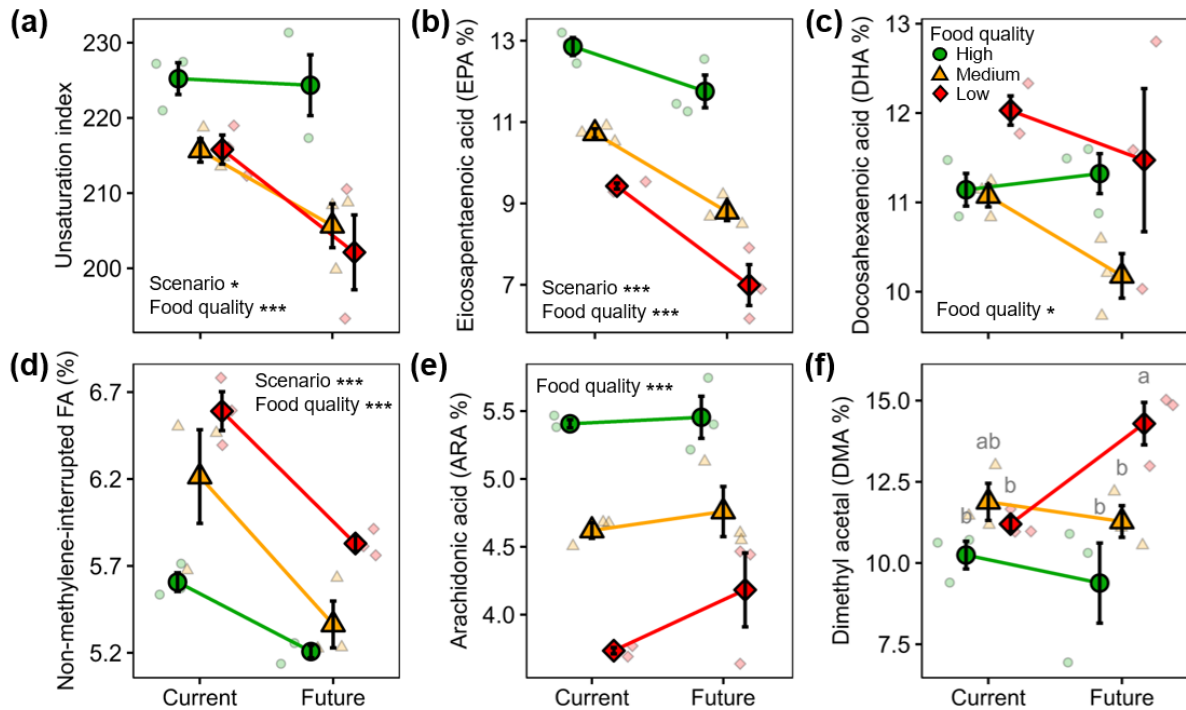 (a)
Unsaturation index
230
220
210
200
Scenario *
Food quality ***
(b)
Eicosapentaenoic acid (EPA %)
13
11
9
7
Scenario ***
Food quality ***
(c)
Docosahexaenoic acid (DHA %)
13
12
11
10
Food quality
High
Medium
Low
Food quality *
(d)
Non-methylene-interrupted FA (%)
6.7
6.2
5.7
5.2
Scenario ***
Food quality ***
Current Future
(e)
Arachidonic acid (ARA %)
5.5
5.0
4.5
4.0
Food quality ***
Current Future
(f)
Dimethyl acetal (DMA %)
15.0
12.5
10.0
7.5
a
ab
b
b
b
b
Current Future